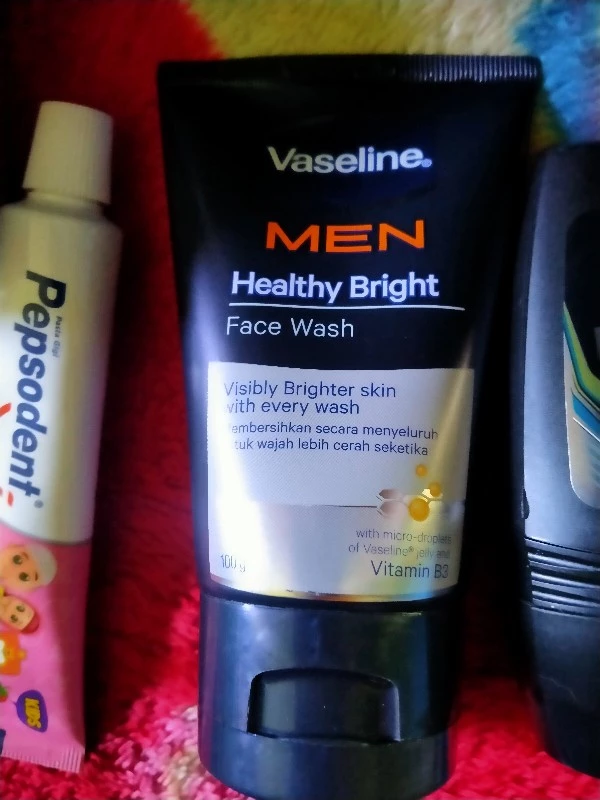 Vaseline®
MEN
Healthy Bright
Face Wash
Visibly Brighter skin
with every wash
membersihkan secara menyeluruh
tuk wajah lebih cerah seketika
with micro-droplets
of Vaseline® jelly and
Vitamin B3
100 g
Pasta Gigi
Pepsodent®
KIDS